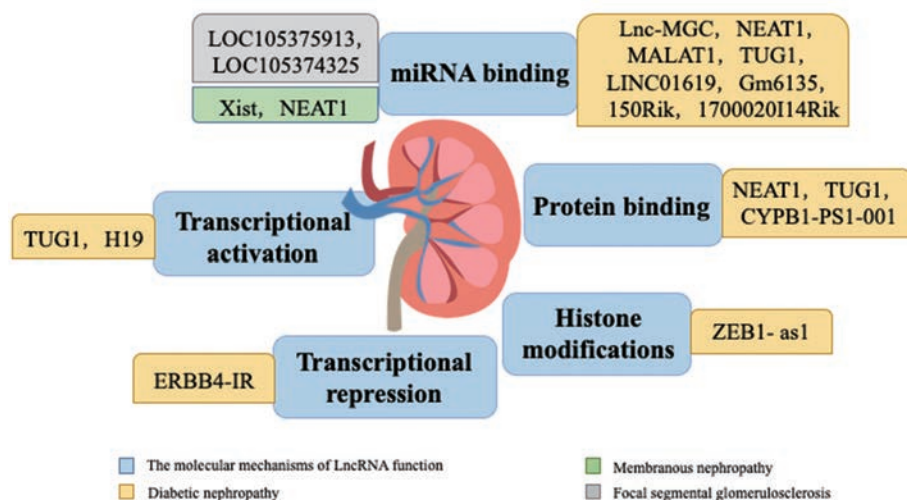 LOC105375913,
LOC105374325
Xist, NEAT1
miRNA binding
Lnc-MGC, NEAT1,
MALAT1, TUG1,
LINC01619, Gm6135,
150Rik, 1700020I14Rik
Protein binding
NEAT1, TUG1,
CYPB1-PS1-001
TUG1, H19
Transcriptional
activation
Histone
modifications
ZEB1- as1
ERBB4-IR
Transcriptional
repression
The molecular mechanisms of LncRNA function
Membranous nephropathy
Diabetic nephropathy
Focal segmental glomerulosclerosis